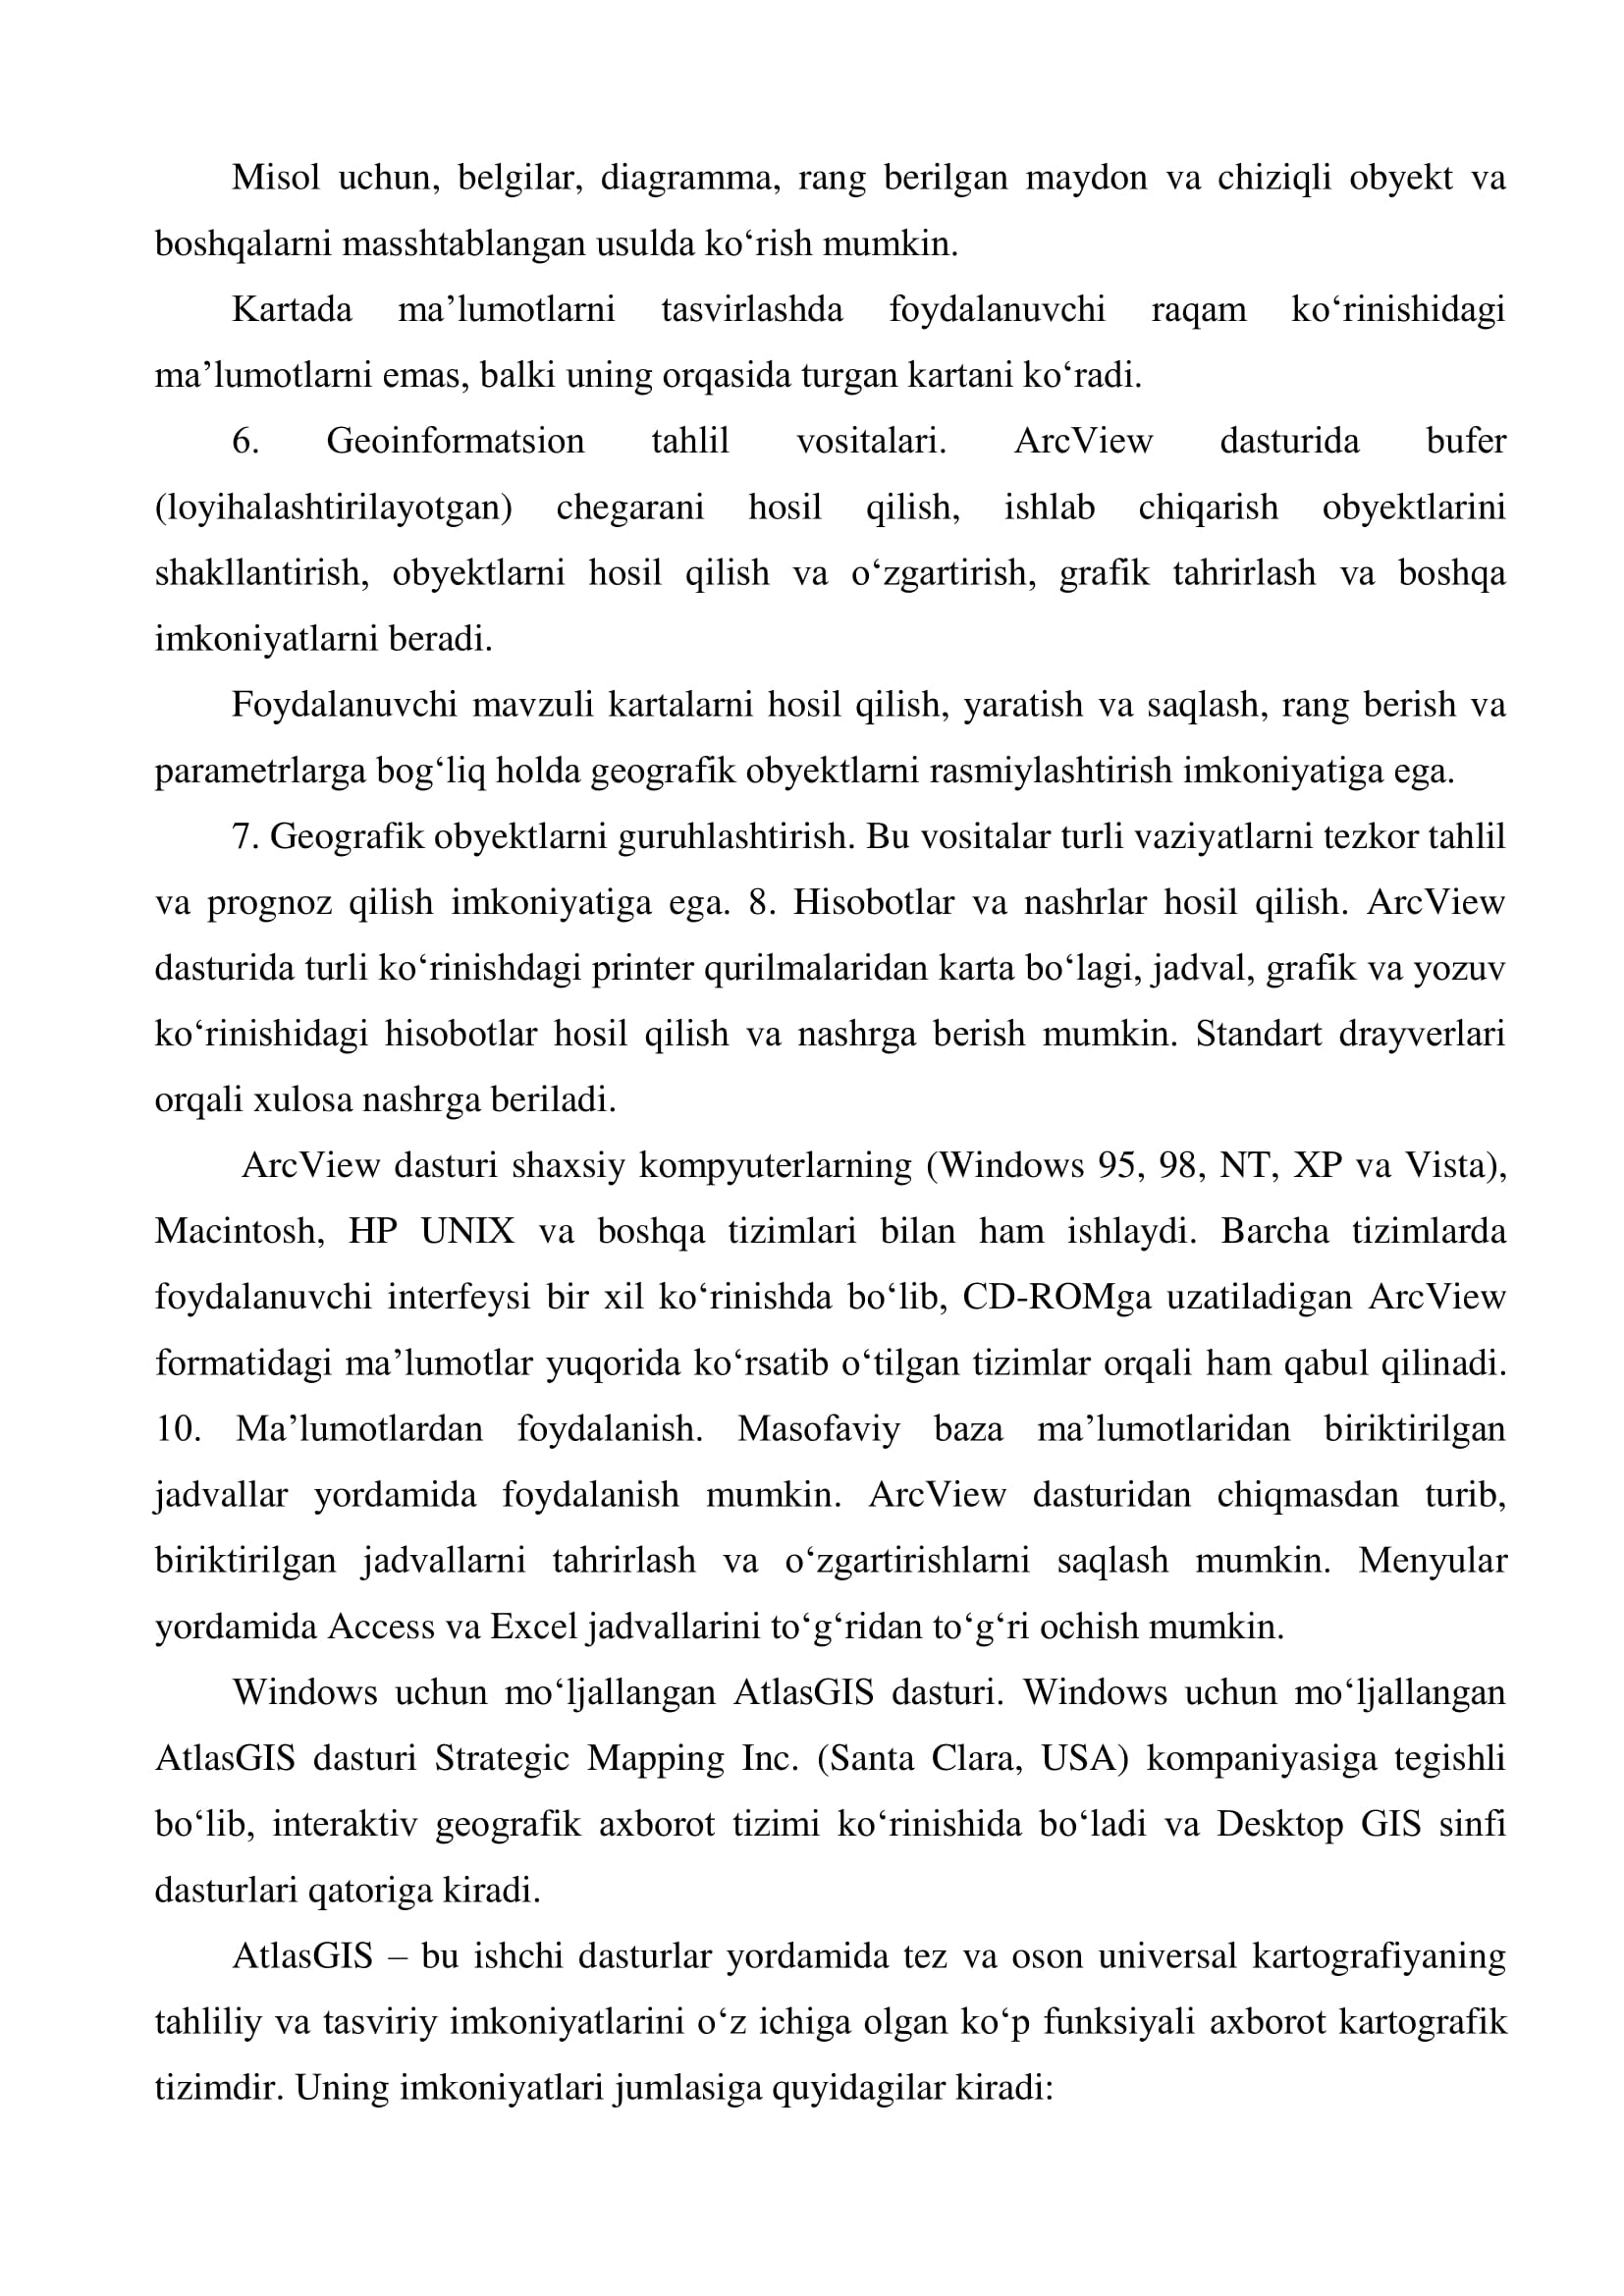 Misol uchun, belgilar, diagramma, rang berilgan maydon va chiziqli obyekt va
boshqalarni masshtablangan usulda ko‘rish mumkin.
Kartada ma’lumotlarni tasvirlashda foydalanuvchi raqam ko‘rinishidagi
ma’lumotlarni emas, balki uning orqasida turgan kartani ko‘radi.
6. Geoinformatsion tahlil vositalari. ArcView dasturida bufer
(loyihalashtirilayotgan) chegarani hosil qilish, ishlab chiqarish obyektlarini
shakllantirish, obyektlarni hosil qilish va o‘zgartirish, grafik tahrirlash va boshqa
imkoniyatlarni beradi.
Foydalanuvchi mavzuli kartalarni hosil qilish, yaratish va saqlash, rang berish va
parametrlarga bog‘liq holda geografik obyektlarni rasmiylashtirish imkoniyatiga ega.
7. Geografik obyektlarni guruhlashtirish. Bu vositalar turli vaziyatlarni tezkor tahlil
va prognoz qilish imkoniyatiga ega. 8. Hisobotlar va nashrlar hosil qilish. ArcView
dasturida turli ko‘rinishdagi printer qurilmalaridan karta bo‘lagi, jadval, grafik va yozuv
ko‘rinishidagi hisobotlar hosil qilish va nashrga berish mumkin. Standart drayverlari
orqali xulosa nashrga beriladi.
ArcView dasturi shaxsiy kompyuterlarning (Windows 95, 98, NT, XP va Vista),
Macintosh, HP UNIX va boshqa tizimlari bilan ham ishlaydi. Barcha tizimlarda
foydalanuvchi interfeysi bir xil ko‘rinishda bo‘lib, CD-ROMga uzatiladigan ArcView
formatidagi ma’lumotlar yuqorida ko‘rsatib o‘tilgan tizimlar orqali ham qabul qilinadi.
10. Ma’lumotlardan foydalanish. Masofaviy baza ma’lumotlaridan biriktirilgan
jadvallar yordamida foydalanish mumkin. ArcView dasturidan chiqmasdan turib,
biriktirilgan jadvallarni tahrirlash va o‘zgartirishlarni saqlash mumkin. Menyular
yordamida Access va Excel jadvallarini to‘g‘ridan to‘g‘ri ochish mumkin.
Windows uchun mo‘ljallangan AtlasGIS dasturi. Windows uchun mo‘ljallangan
AtlasGIS dasturi Strategic Mapping Inc. (Santa Clara, USA) kompaniyasiga tegishli
bo‘lib, interaktiv geografik axborot tizimi ko‘rinishida bo‘ladi va Desktop GIS sinfi
dasturlari qatoriga kiradi.
AtlasGIS – bu ishchi dasturlar yordamida tez va oson universal kartografiyaning
tahliliy va tasviriy imkoniyatlarini o‘z ichiga olgan ko‘p funksiyali axborot kartografik
tizimdir. Uning imkoniyatlari jumlasiga quyidagilar kiradi: